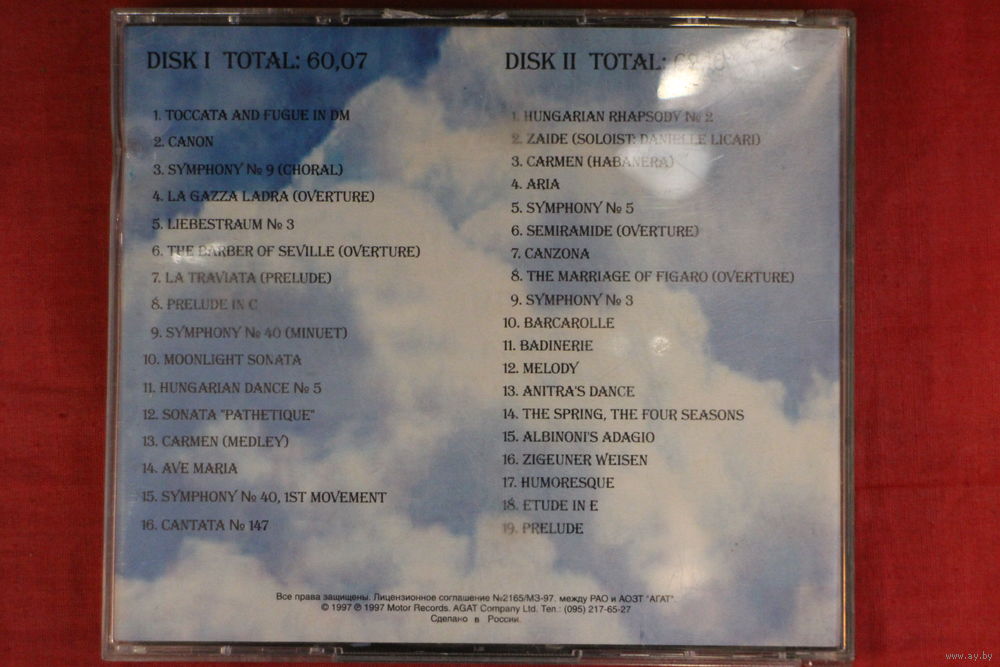 DISK I TOTAL: 60,07
1. TOCCATA AND FUGUE IN DM
2. CANON
3. SYMPHONY № 9 (CHORAL)
4. LA GAZZA LADRA (OVERTURE)
5. LIEBESTRAUM № 3
6. THE BARBER OF SEVILLE (OVERTURE)
7. LA TRAVIATA (PRELUDE)
8. PRELUDE IN C
9. SYMPHONY № 40 (MINUET)
10. MOONLIGHT SONATA
11. HUNGARIAN DANCE № 5
12. SONATA "PATHETIQUE"
13. CARMEN (MEDLEY)
14. AVE MARIA
15. SYMPHONY № 40, 1ST MOVEMENT
16. CANTATA № 147
DISK II TOTAL:
1. HUNGARIAN RHAPSODY № 2
2. ZAIDE (SOLOIST: DANIELLE LICARI)
3. CARMEN (HABANERA)
4. ARIA
5. SYMPHONY № 5
6. SEMIRAMIDE (OVERTURE)
7. CANZONA
8. THE MARRIAGE OF FIGARO (OVERTURE)
9. SYMPHONY № 3
10. BARCAROLLE
11. BADINERIE
12. MELODY
13. ANITRA'S DANCE
14. THE SPRING, THE FOUR SEASONS
15. ALBINONI'S ADAGIO
16. ZIGEUNER WEISEN
17. HUMORESQUE
18. ETUDE IN E
19. PRELUDE
Все права защищены. Лицензионное соглашение №2165/МЗ-97. между РАО и АОЗТ "АГАТ".
© 1997 ℗ 1997 Motor Records. AGAT Company Ltd. Тел.: (095) 217-65-27
Сделано в России.
www.ay.by